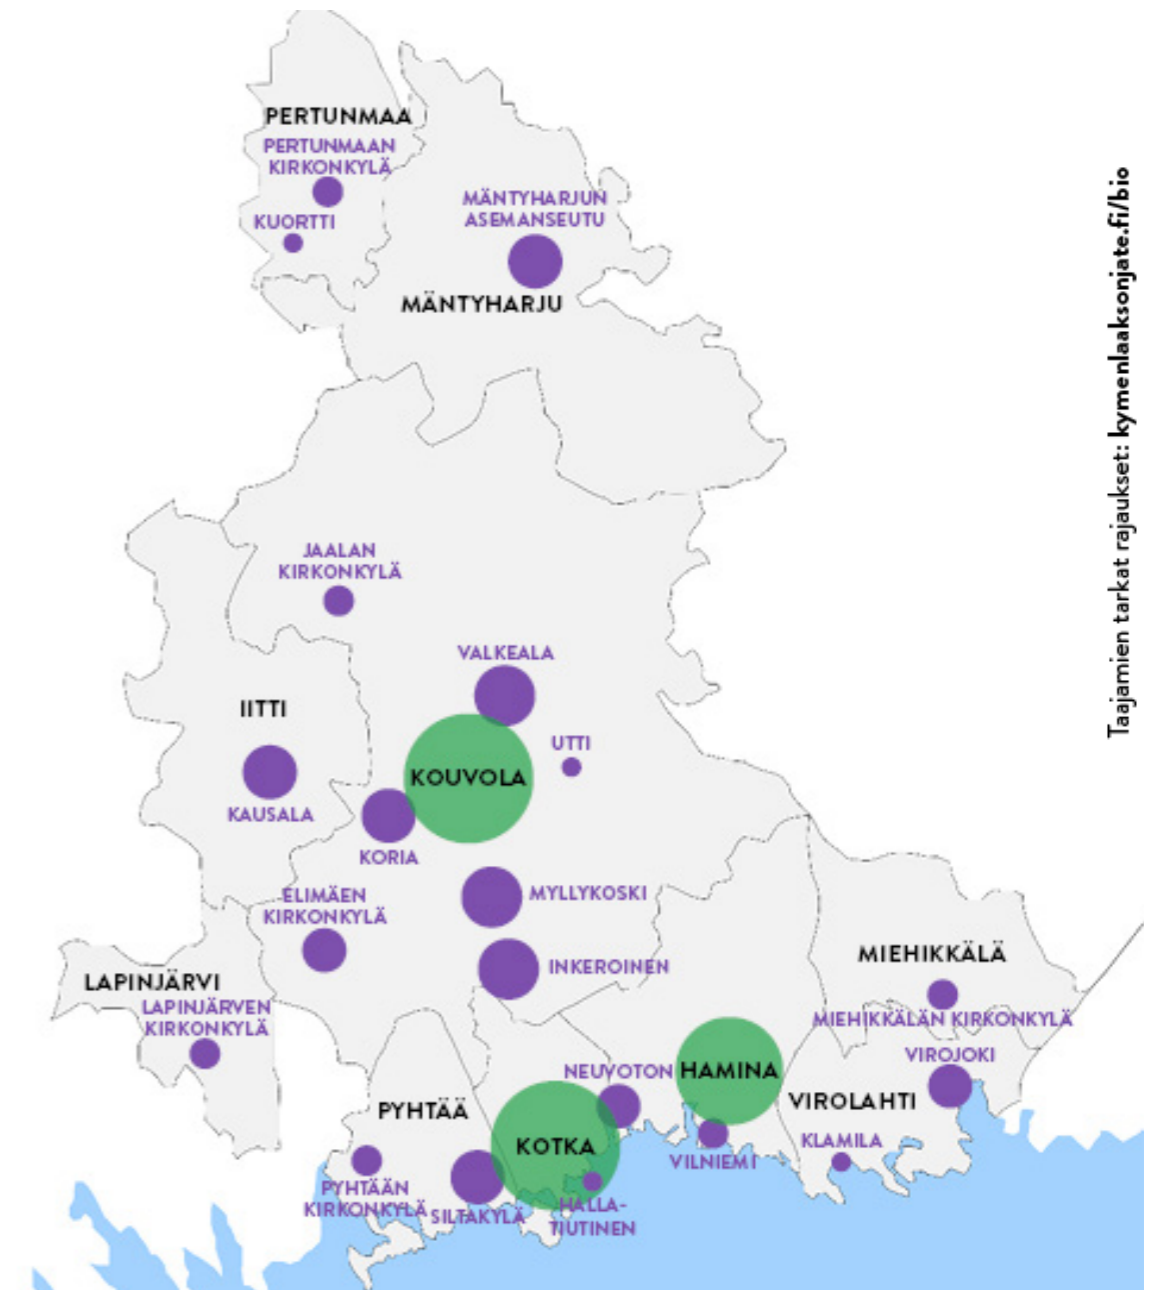 PERTUNMAA
PERTUNMAAN
KIRKONKYLÄ
KUORTTI
MÄNTYHARJUN
ASEMANSEUTU
MÄNTYHARJU
Taajamien tarkat rajaukset: kymenlaaksonjate.fi/bio
JAALAN
KIRKONKYLÄ
VALKEALA
IITTI
UTTI
KOUVOLA
KAUSALA
KORIA
ELIMÄEN
KIRKONKYLÄ
MYLLYKOSKI
INKEROINEN
MIEHIKKÄLÄ
LAPINJÄRVI
LAPINJÄRVEN
KIRKONKYLÄ
MIEHIKKÄLÄN KIRKONKYLÄ
VIROJOKI
NEUVOTON
HAMINA
PYHTÄÄ
VIROLAHTI
KOTKA
KLAMILA
VILNIEMI
PYHTÄÄN
KIRKONKYLÄ
SILTAKYLÄ
HALLA-
TIUTINEN